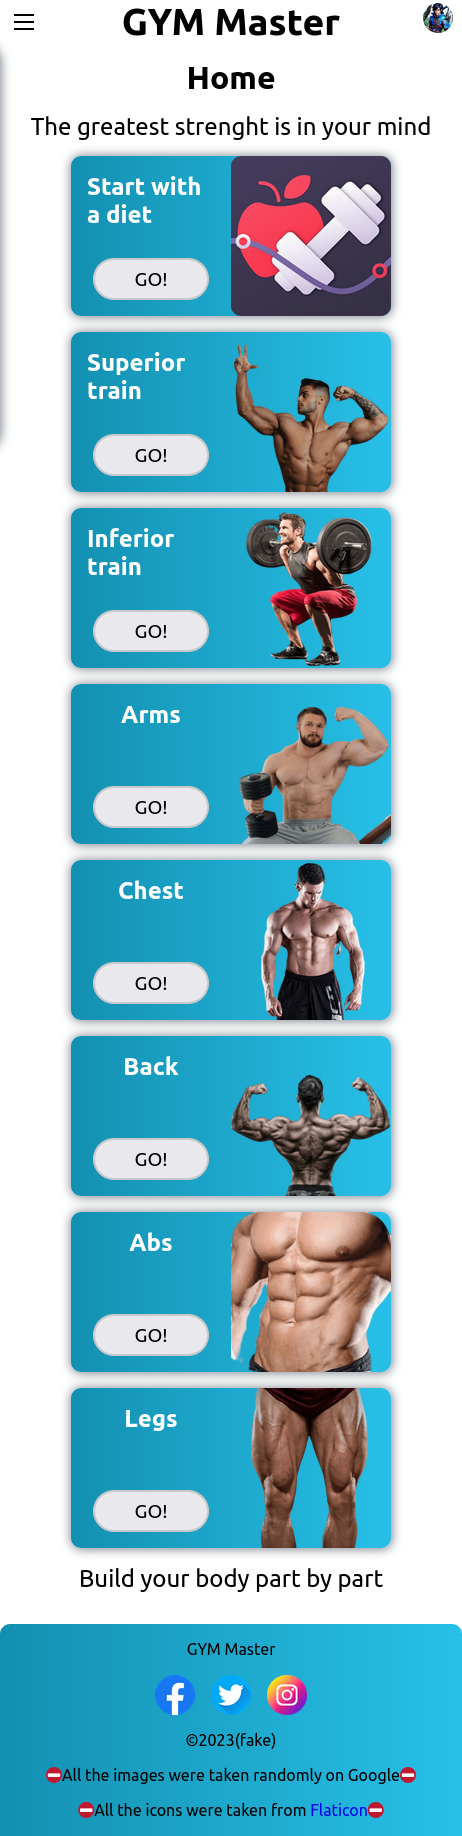 GYM Master
Home
The greatest strenght is in your mind
Start with
a diet
GO!
Superior
train
GO!
Inferior
train
GO!
Arms
GO!
Chest
GO!
Back
GO!
Abs
GO!
Legs
GO!
Build your body part by part
GYM Master
©2023(fake)
⛔All the images were taken randomly on Google⛔
⛔All the icons were taken from Flaticon⛔